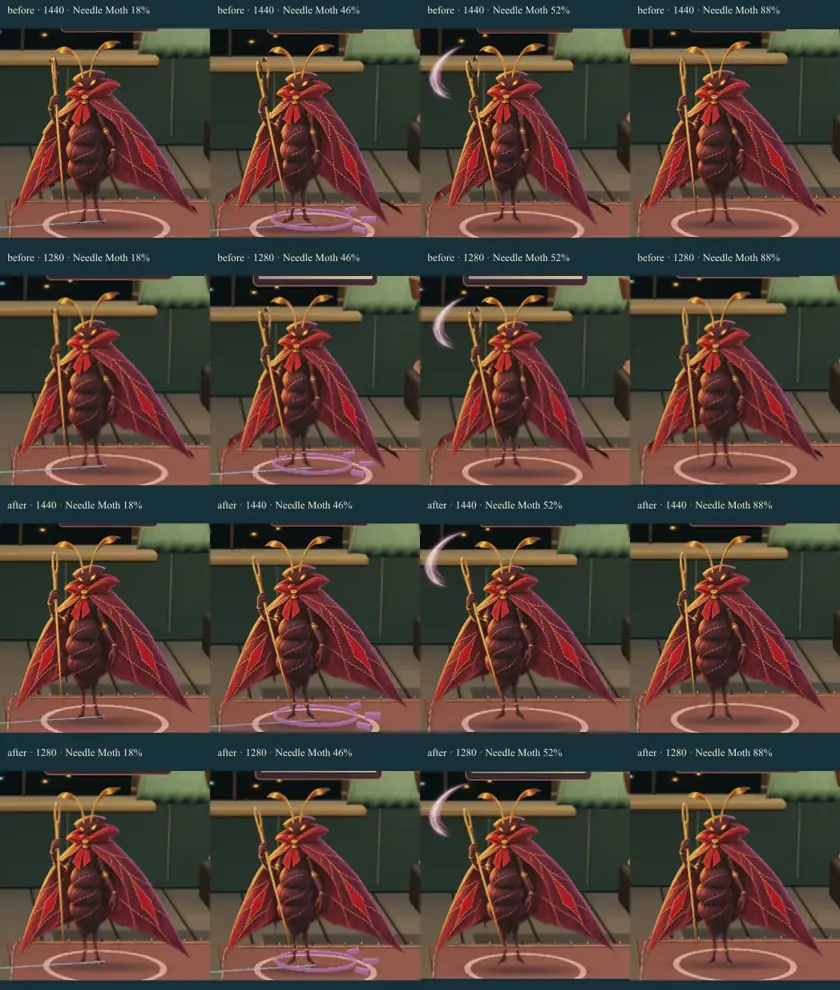 before · 1440 · Needle Moth 18%
before · 1440 · Needle Moth 46%
before · 1440 · Needle Moth 52%
before · 1440 · Needle Moth 88%
before · 1280 · Needle Moth 18%
before · 1280 · Needle Moth 46%
before · 1280 · Needle Moth 52%
before · 1280 · Needle Moth 88%
after · 1440 · Needle Moth 18%
after · 1440 · Needle Moth 46%
after · 1440 · Needle Moth 52%
after · 1440 · Needle Moth 88%
after · 1280 · Needle Moth 18%
after · 1280 · Needle Moth 46%
after · 1280 · Needle Moth 52%
after · 1280 · Needle Moth 88%